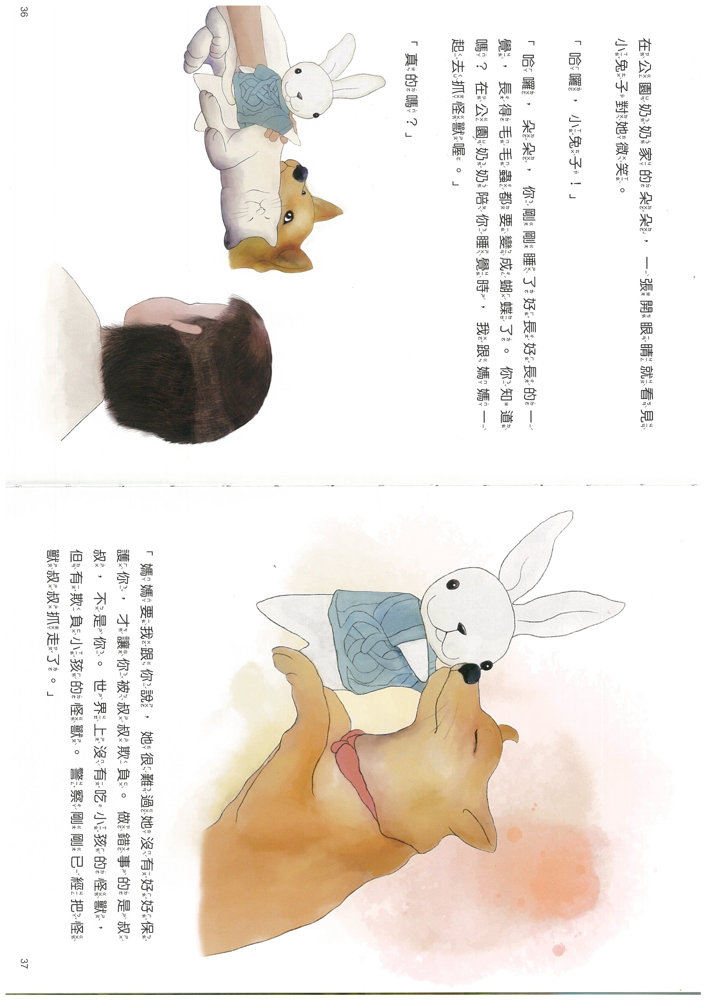 在公園奶奶家的朵朵，一張開眼睛就看見
小兔子對她微笑。
「哈囉，小兔子！」
「哈囉，朵朵，你剛剛睡了好長好長的一
覺，長得毛毛蟲都要變成蝴蝶了。你知道
嗎？在公園奶奶陪你睡覺時，我跟媽媽一
起去抓怪獸喔。」
「真的嗎？」
36
「媽媽要我跟你說，她很難過她沒有好好保
護你，才讓你被叔叔欺負。做錯事的是叔
叔，不是你。世界上沒有吃小孩的怪獸，
但有欺負小孩的怪獸。警察剛剛已經把怪
獸叔叔抓走了。」
37